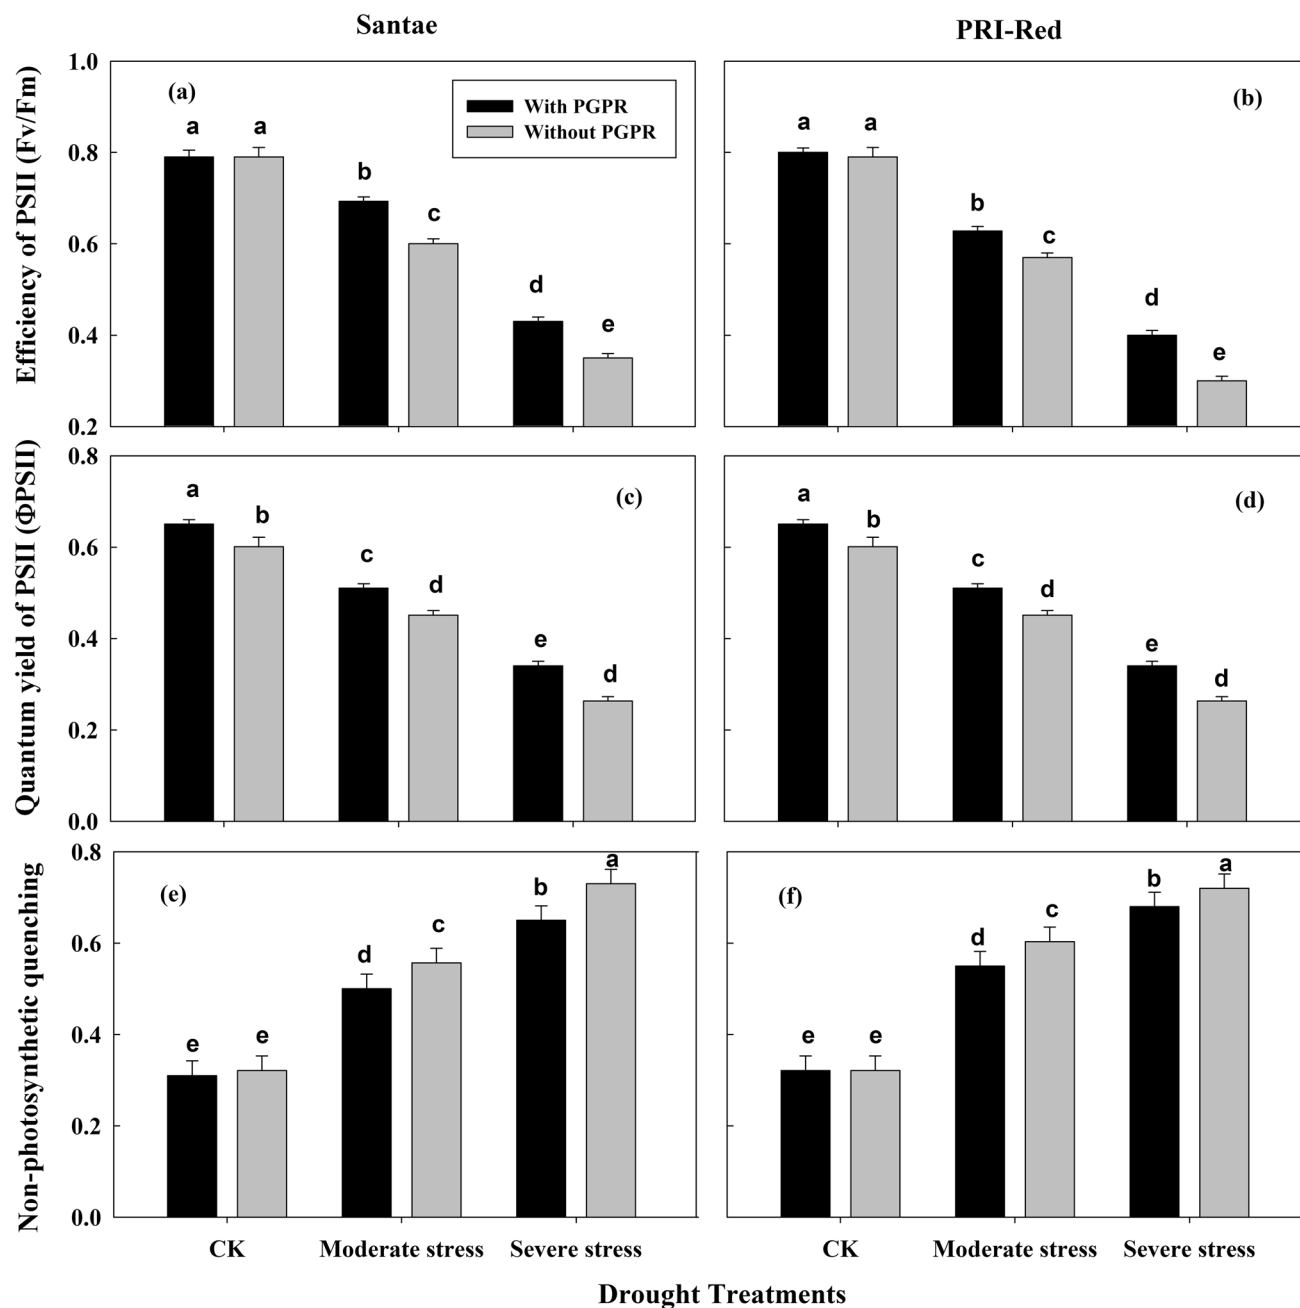 Santae
PRI-Red
Efficiency of PSII (Fv/Fm)
1.0
0.8
0.6
0.4
0.2
(a)
With PGPR
Without PGPR
a
a
b
c
d
e
(b)
a
a
b
c
d
e
Quantum yield of PSII (ΦPSII)
0.8
0.6
0.4
0.2
0.0
(c)
a
b
c
d
e
d
(d)
a
b
c
d
e
d
Non-photosynthetic quenching
0.8
0.6
0.4
0.2
0.0
(e)
e
e
d
c
b
a
(f)
e
e
d
c
b
a
CK
Moderate stress
Severe stress
CK
Moderate stress
Severe stress
Drought Treatments